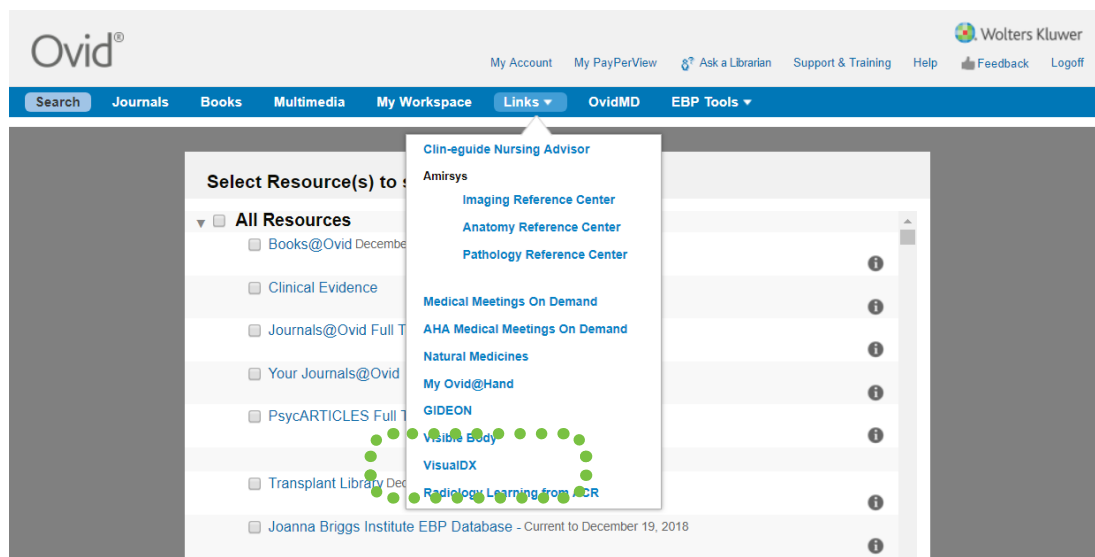 Ovid®
Wolters Kluwer
My Account My PayPerView Ask a Librarian Support & Training Help Feedback Logoff
Search Journals Books Multimedia My Workspace Links ▾ OvidMD EBP Tools ▾
Clin-eguide Nursing Advisor
Amirsys
Imaging Reference Center
Anatomy Reference Center
Pathology Reference Center
Medical Meetings On Demand
AHA Medical Meetings On Demand
Natural Medicines
My Ovid@Hand
GIDEON
Visible Body
VisualDX
Radiology Learning from ACR
Select Resource(s) to s
All Resources
Books@Ovid Decembe
Clinical Evidence
Journals@Ovid Full T
Your Journals@Ovid
PsycARTICLES Full T
Transplant Library Dec
Joanna Briggs Institute EBP Database - Current to December 19, 2018